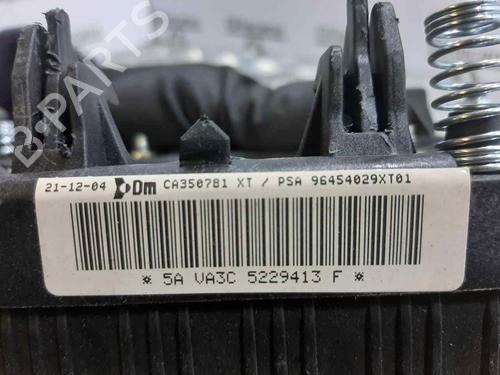 B-PARTS
21-12-04 Dm CA350781 XT / PSA 96454029XT01
* 5A VA3C 5229413 F *